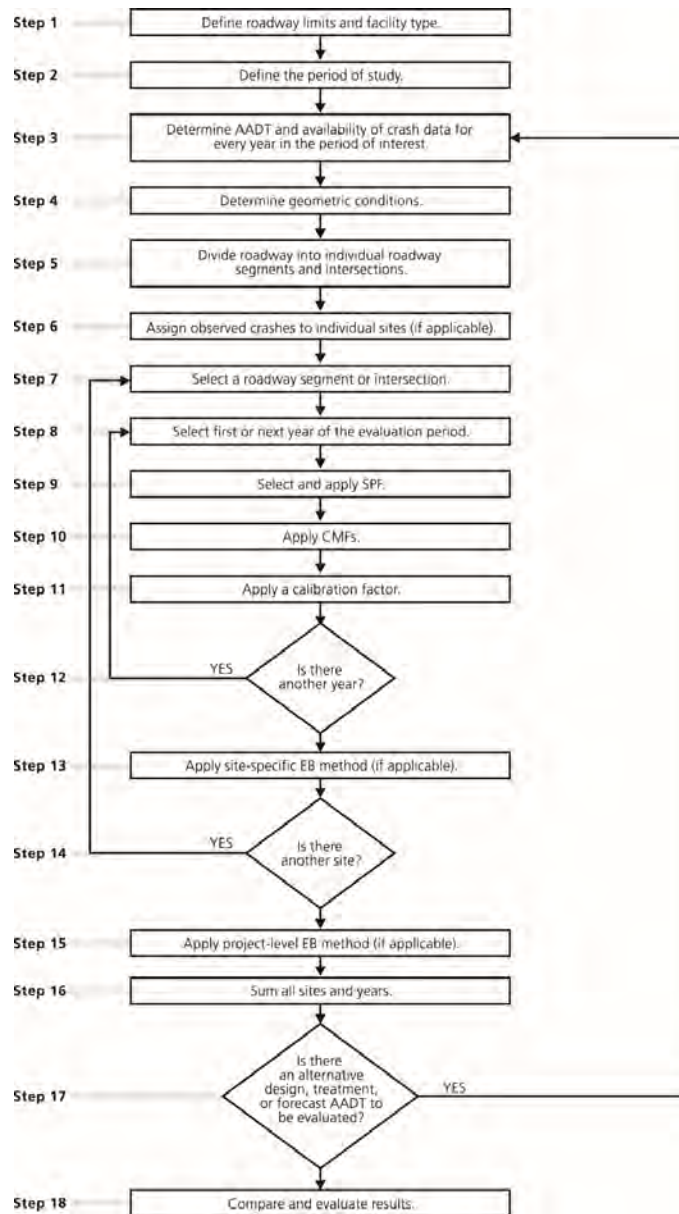 Step 1
Define roadway limits and facility type.
Step 2
Define the period of study.
Step 3
Determine AADT and availability of crash data for
every year in the period of interest.
Step 4
Determine geometric conditions.
Step 5
Divide roadway into individual roadway
segments and intersections.
Step 6
Assign observed crashes to individual sites (if applicable).
Step 7
Select a roadway segment or intersection.
Step 8
Select first or next year of the evaluation period.
Step 9
Select and apply SPF.
Step 10
Apply CMFs.
Step 11
Apply a calibration factor.
Step 12
YES
Is there
another year?
Step 13
Apply site-specific EB method (if applicable).
Step 14
YES
Is there
another site?
Step 15
Apply project-level EB method (if applicable).
Step 16
Sum all sites and years.
Step 17
Is there
an alternative
design, treatment,
or forecast AADT to
be evaluated?
YES
Step 18
Compare and evaluate results.